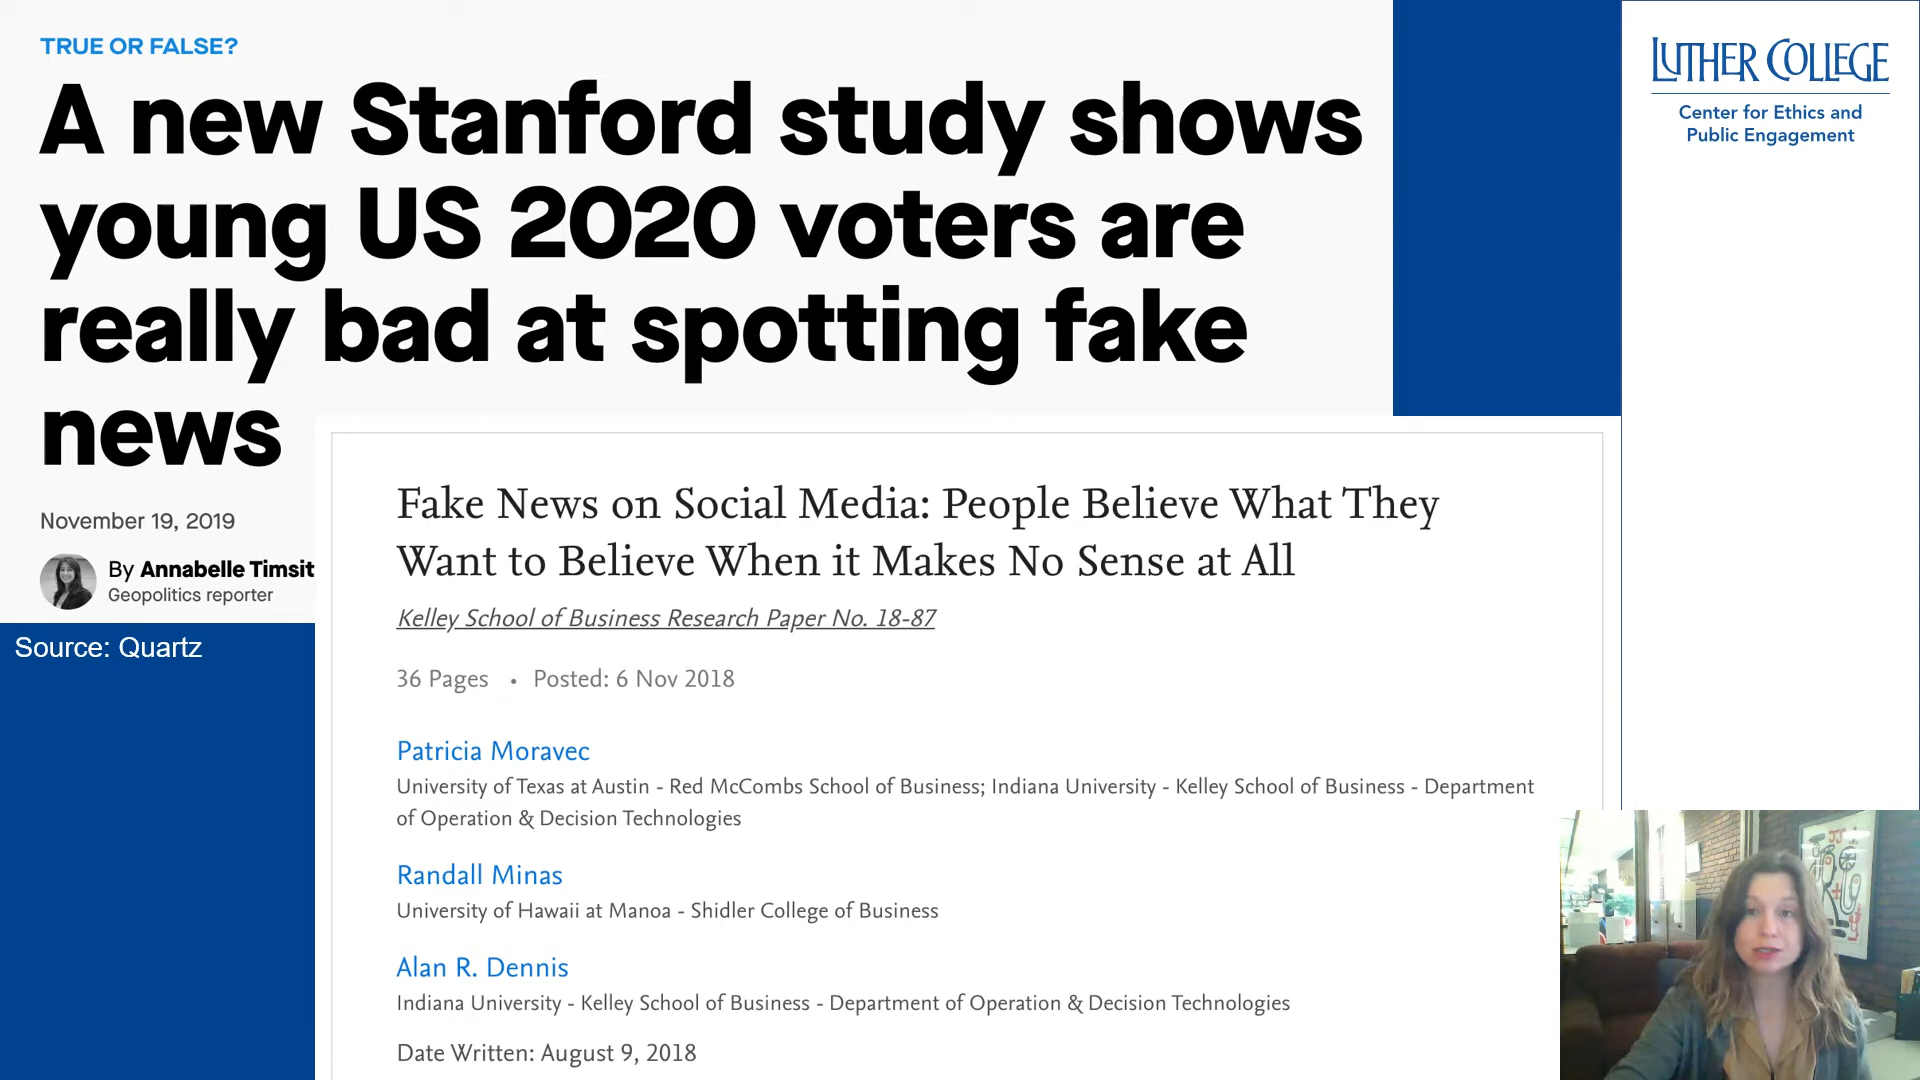 TRUE OR FALSE?
A new Stanford study shows
young US 2020 voters are
really bad at spotting fake
news
November 19, 2019
By Annabelle Timsit
Geopolitics reporter
Source: Quartz
Fake News on Social Media: People Believe What They
Want to Believe When it Makes No Sense at All
Kelley School of Business Research Paper No. 18-87
36 Pages • Posted: 6 Nov 2018
Patricia Moravec
University of Texas at Austin - Red McCombs School of Business; Indiana University - Kelley School of Business - Department
of Operation & Decision Technologies
Randall Minas
University of Hawaii at Manoa - Shidler College of Business
Alan R. Dennis
Indiana University - Kelley School of Business - Department of Operation & Decision Technologies
Date Written: August 9, 2018
LUTHER COLLEGE
Center for Ethics and
Public Engagement